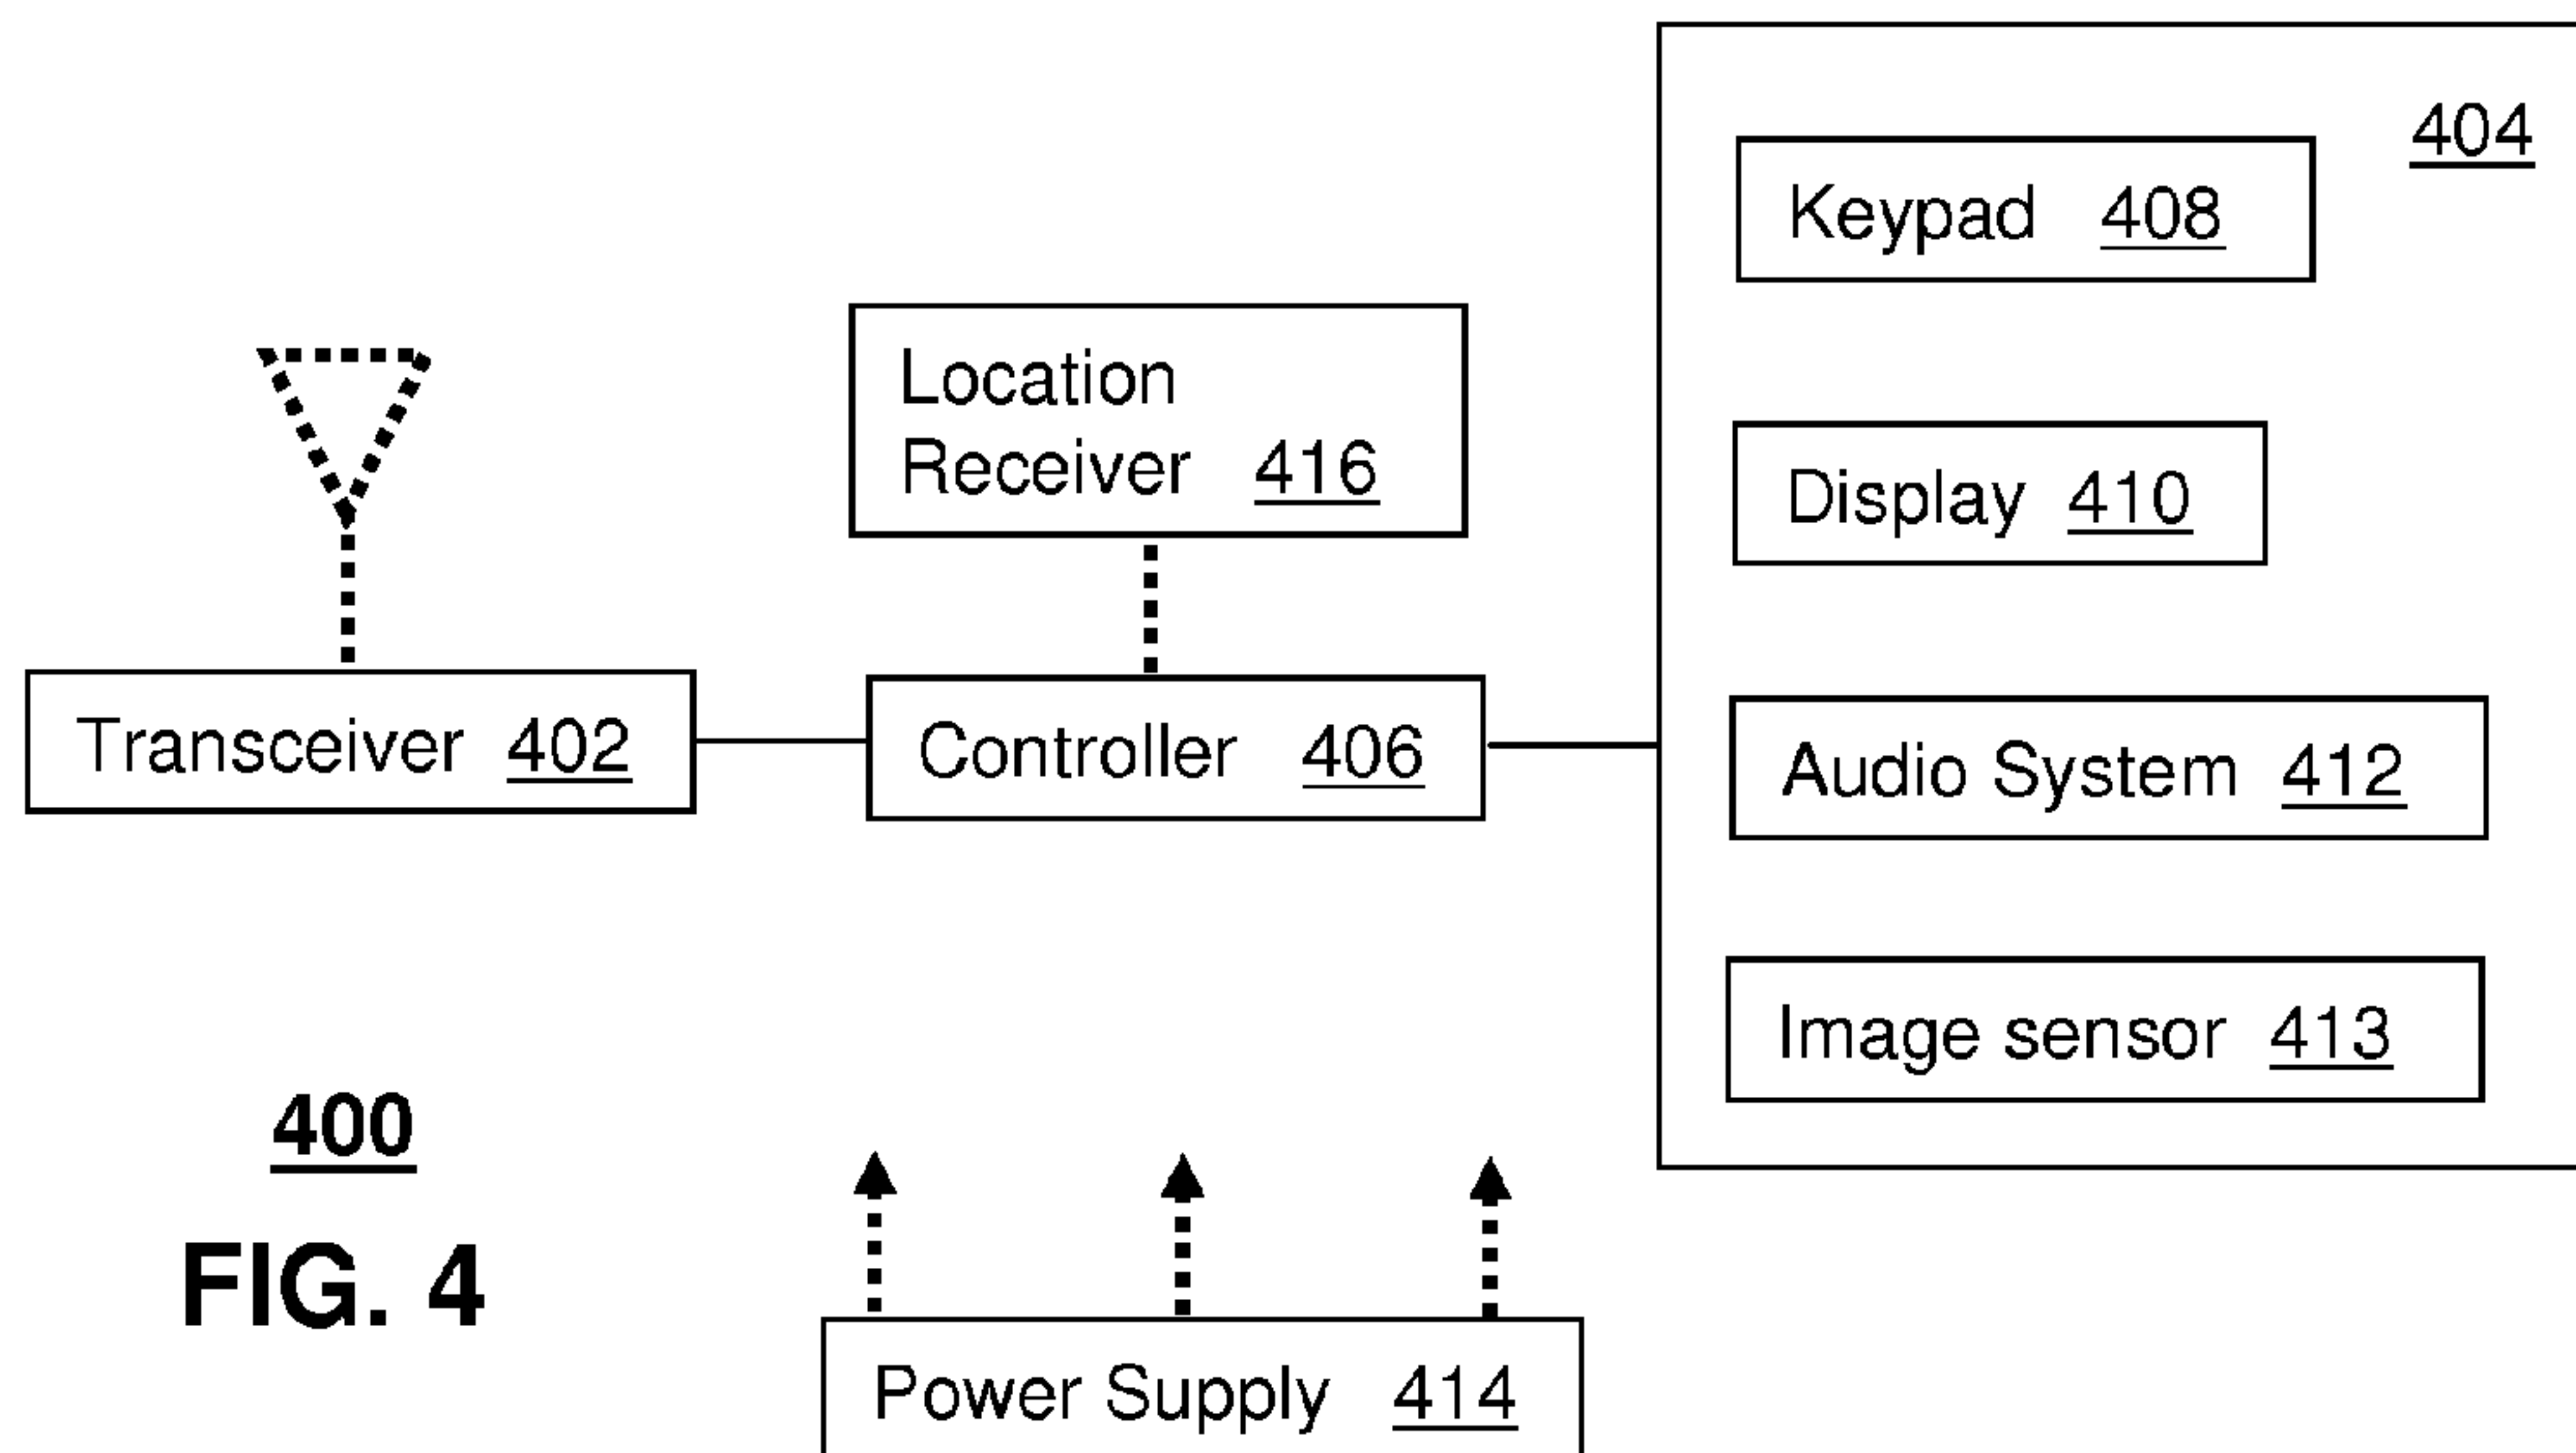 404
Keypad 408
Location
Receiver 416
Display 410
Transceiver 402
Controller 406
Audio System 412
Image sensor 413
400
FIG. 4
Power Supply 414